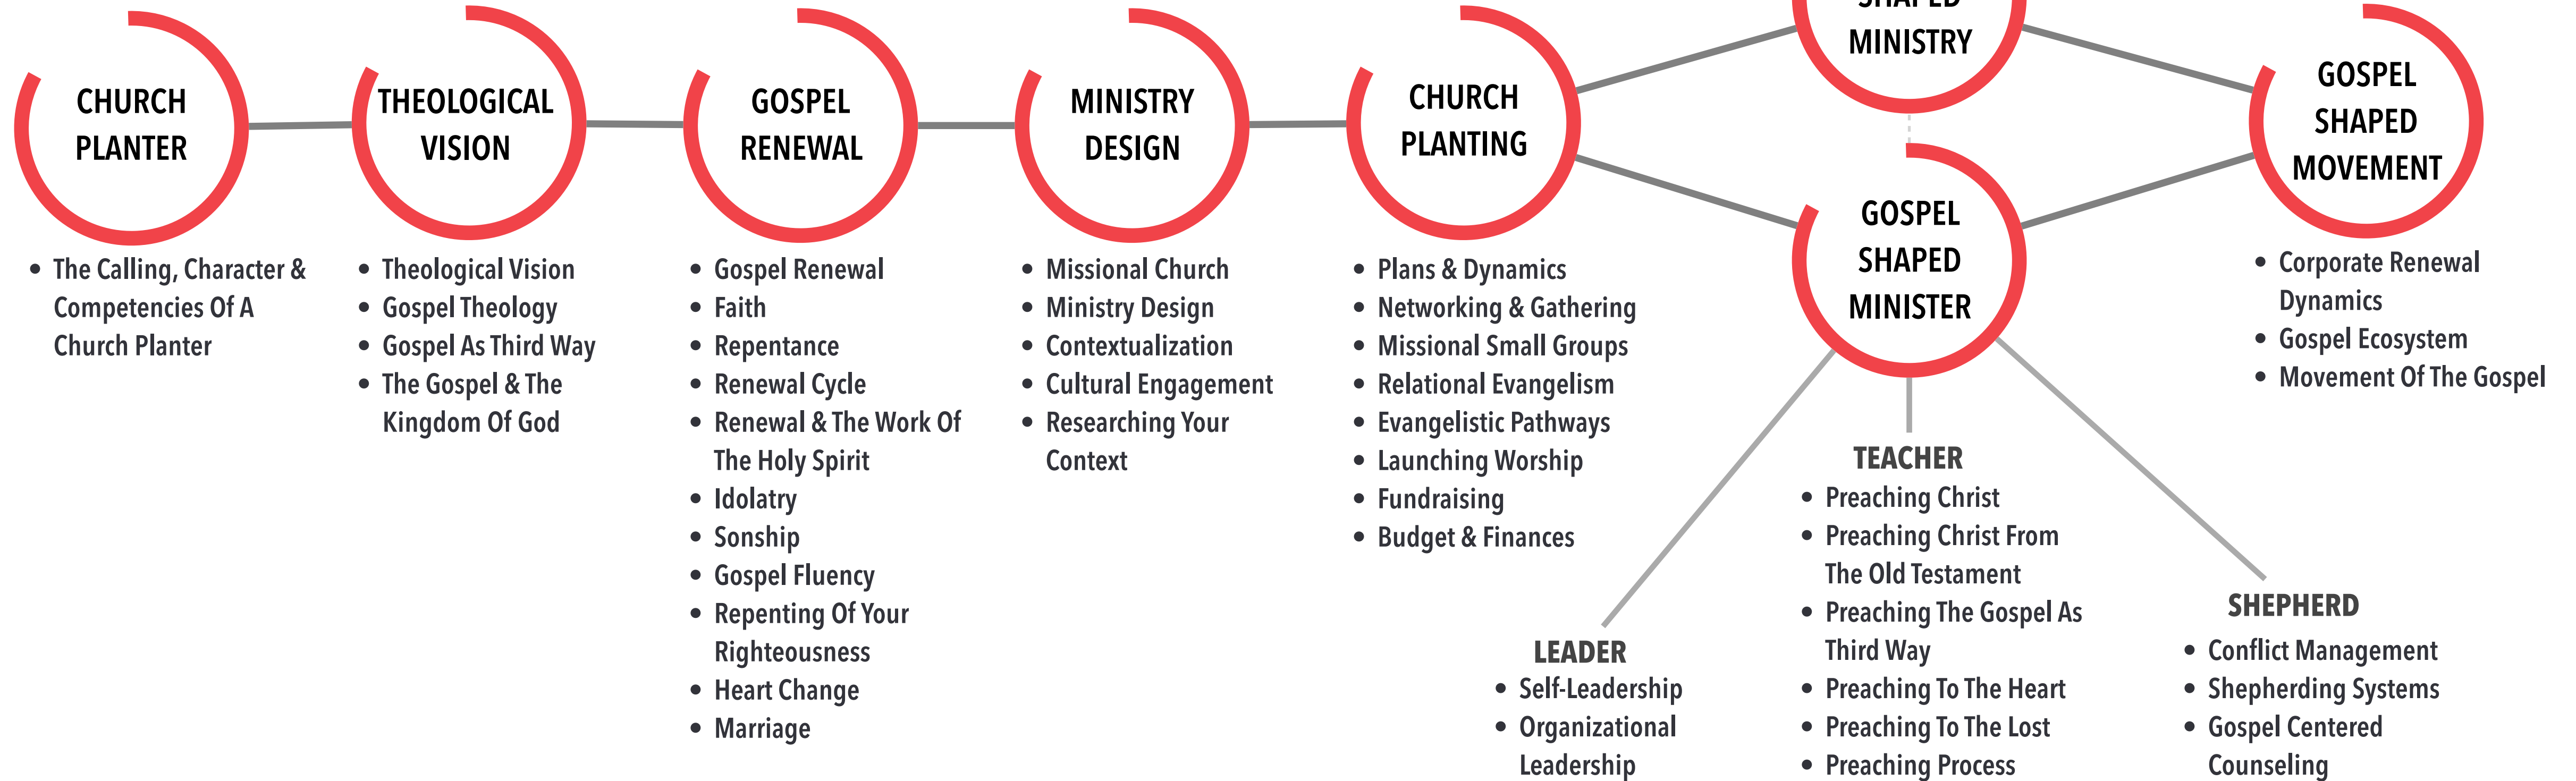 CHURCH
PLANTER
• The Calling, Character &
Competencies Of A
Church Planter
THEOLOGICAL
VISION
• Theological Vision
• Gospel Theology
• Gospel As Third Way
• The Gospel & The
Kingdom Of God
GOSPEL
RENEWAL
• Gospel Renewal
• Faith
• Repentance
• Renewal Cycle
• Renewal & The Work Of
The Holy Spirit
• Idolatry
• Sonship
• Gospel Fluency
• Repenting Of Your
Righteousness
• Heart Change
• Marriage
MINISTRY
DESIGN
• Missional Church
• Ministry Design
• Contextualization
• Cultural Engagement
• Researching Your
Context
CHURCH
PLANTING
• Plans & Dynamics
• Networking & Gathering
• Missional Small Groups
• Relational Evangelism
• Evangelistic Pathways
• Launching Worship
• Fundraising
• Budget & Finances
SHAPED
MINISTRY
GOSPEL
SHAPED
MINISTER
LEADER
• Self-Leadership
• Organizational
Leadership
TEACHER
• Preaching Christ
• Preaching Christ From
The Old Testament
• Preaching The Gospel As
Third Way
• Preaching To The Heart
• Preaching To The Lost
• Preaching Process
SHEPHERD
• Conflict Management
• Shepherding Systems
• Gospel Centered
Counseling
GOSPEL
SHAPED
MOVEMENT
• Corporate Renewal
Dynamics
• Gospel Ecosystem
• Movement Of The Gospel